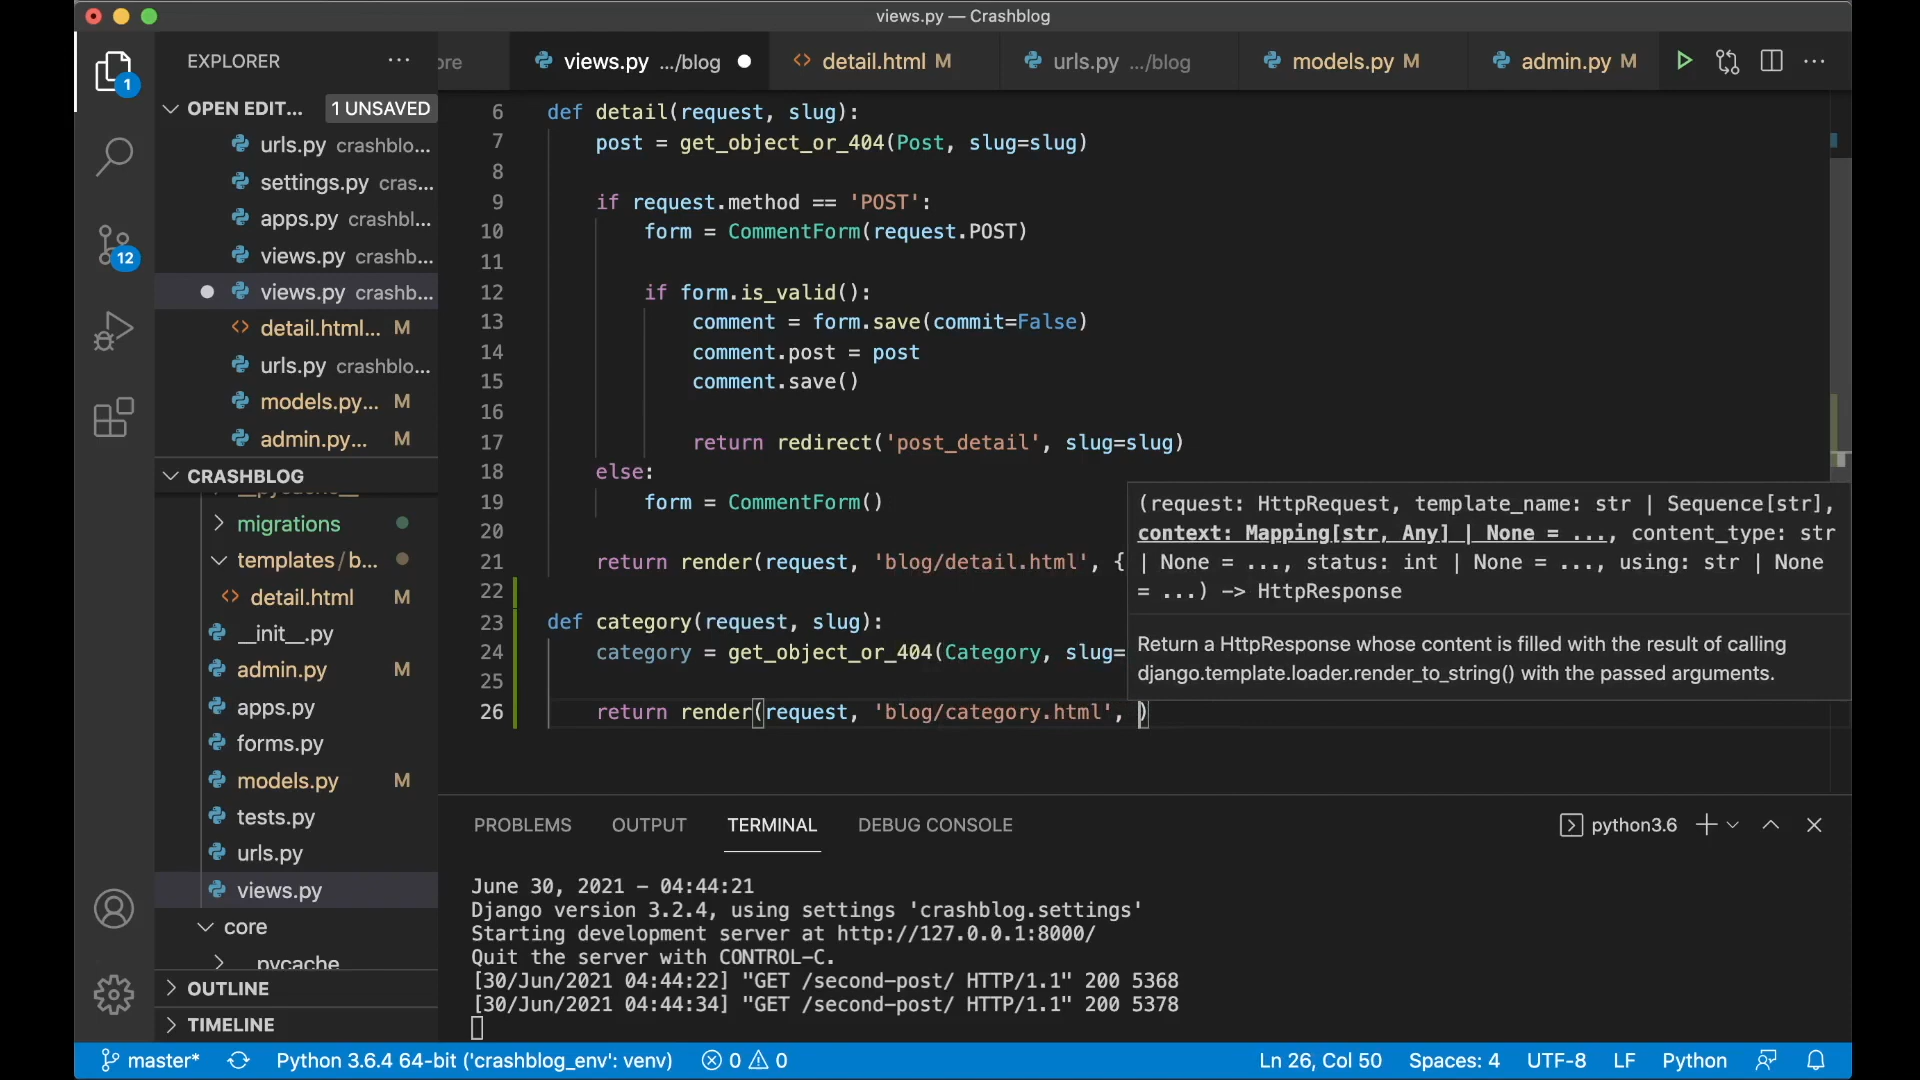 views.py — Crashblog
EXPLORER ···
ore
views.py .../blog
detail.html M
urls.py .../blog
models.py M
admin.py M
1
OPEN EDIT... 1 UNSAVED
urls.py crashblo...
settings.py cras...
apps.py crashbl...
views.py crashb...
views.py crashb...
detail.html... M
urls.py crashblo...
models.py... M
admin.py... M
12
CRASHBLOG
__pycache__
migrations
templates/b...
detail.html M
__init__.py
admin.py M
apps.py
forms.py
models.py M
tests.py
urls.py
views.py
core
pycache
OUTLINE
TIMELINE
6 def detail(request, slug):
7 post = get_object_or_404(Post, slug=slug)
8
9 if request.method == 'POST':
10 form = CommentForm(request.POST)
11
12 if form.is_valid():
13 comment = form.save(commit=False)
14 comment.post = post
15 comment.save()
16
17 return redirect('post_detail', slug=slug)
18 else:
19 form = CommentForm()
20
21 return render(request, 'blog/detail.html', {
22
23 def category(request, slug):
24 category = get_object_or_404(Category, slug=
25
26 return render(request, 'blog/category.html', )
(request: HttpRequest, template_name: str | Sequence[str],
context: Mapping[str, Any] | None = ..., content_type: str
| None = ..., status: int | None = ..., using: str | None
= ...) -> HttpResponse
Return a HttpResponse whose content is filled with the result of calling
django.template.loader.render_to_string() with the passed arguments.
PROBLEMS OUTPUT TERMINAL DEBUG CONSOLE
python3.6
June 30, 2021 - 04:44:21
Django version 3.2.4, using settings 'crashblog.settings'
Starting development server at http://127.0.0.1:8000/
Quit the server with CONTROL-C.
[30/Jun/2021 04:44:22] "GET /second-post/ HTTP/1.1" 200 5368
[30/Jun/2021 04:44:34] "GET /second-post/ HTTP/1.1" 200 5378
master* Python 3.6.4 64-bit ('crashblog_env': venv) 0 0
Ln 26, Col 50 Spaces: 4 UTF-8 LF Python